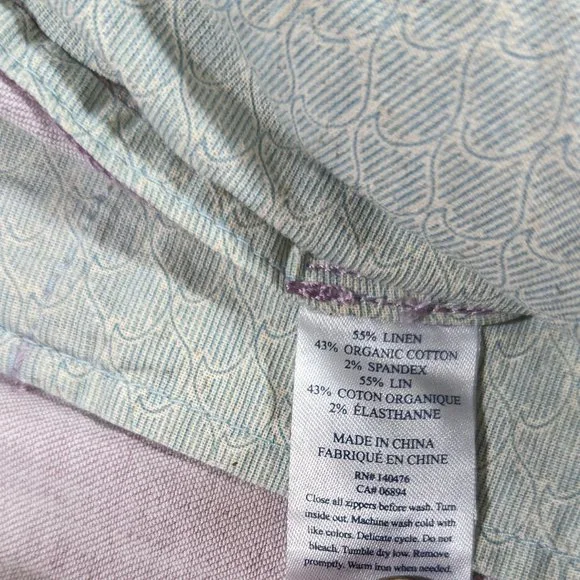 55% LINEN
43% ORGANIC COTTON
2% SPANDEX
55% LIN
43% COTON ORGANIQUE
2% ÉLASTHANNE
MADE IN CHINA
FABRIQUÉ EN CHINE
RN# 140476
CA# 06894
Close all zippers before wash. Turn
inside out. Machine wash cold with
like colors. Delicate cycle. Do not
bleach. Tumble dry low. Remove
promptly. Warm iron when needed.